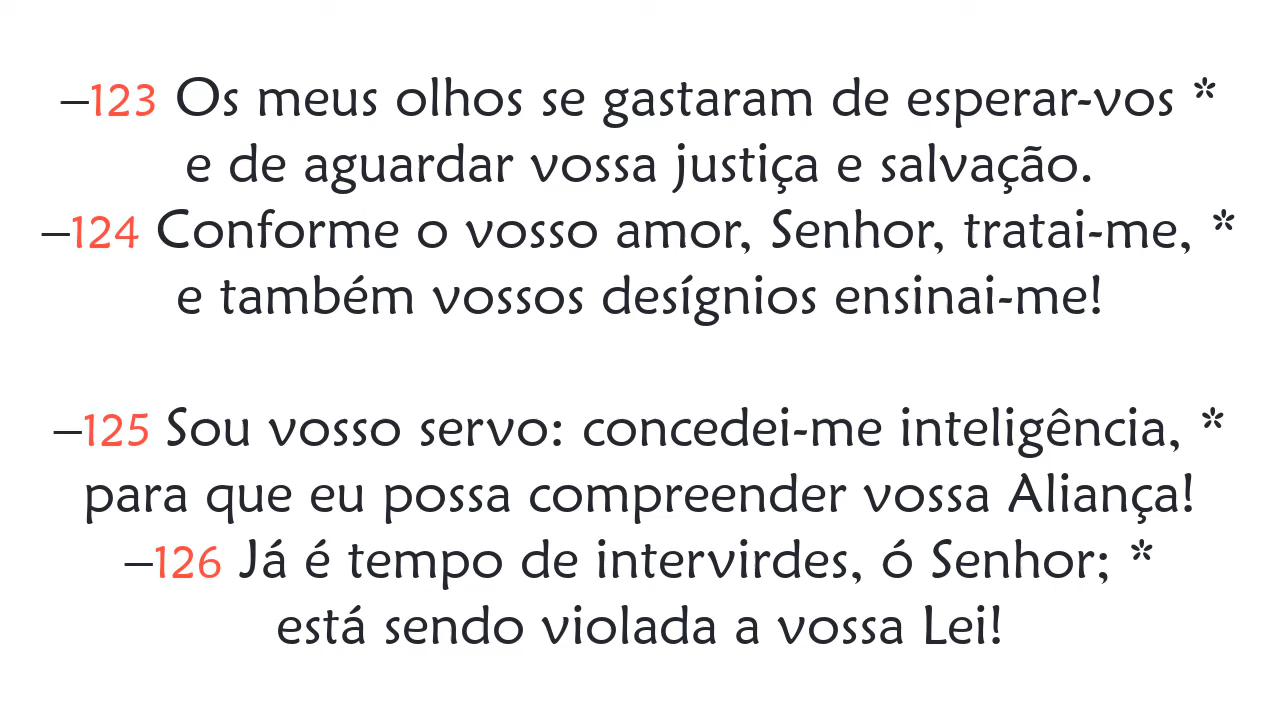 –123 Os meus olhos se gastaram de esperar-vos *
e de aguardar vossa justiça e salvação.
–124 Conforme o vosso amor, Senhor, tratai-me, *
e também vossos desígnios ensinai-me!
–125 Sou vosso servo: concedei-me inteligência, *
para que eu possa compreender vossa Aliança!
–126 Já é tempo de intervirdes, ó Senhor; *
está sendo violada a vossa Lei!